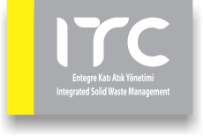 ITC
Entegre Katı Atık Yönetimi
Integrated Solid Waste Management